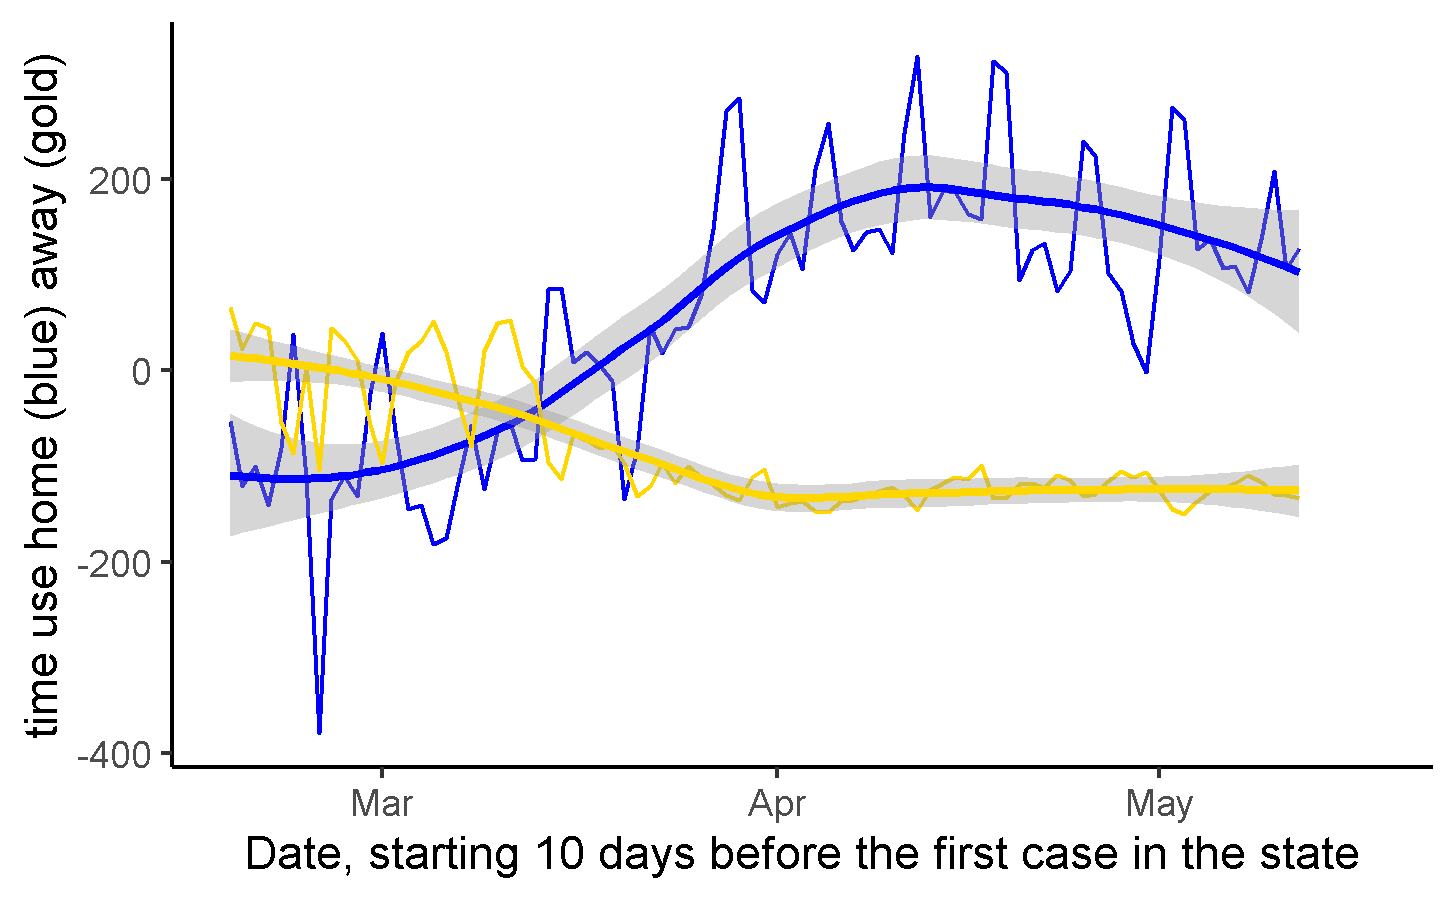 time use home (blue) away (gold)
200
0
-200
-400
Mar
Apr
May
Date, starting 10 days before the first case in the state